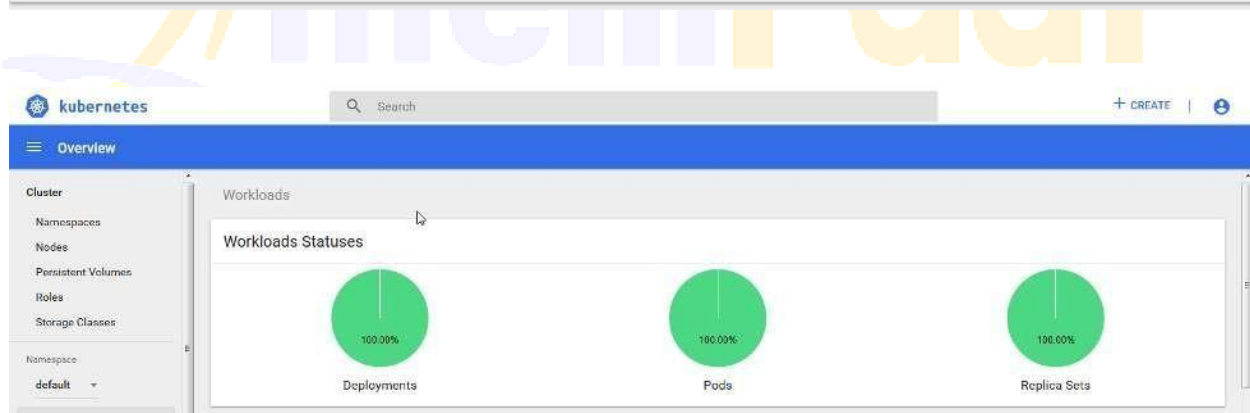 kubernetes
Search
+ CREATE
Overview
Cluster
Namespaces
Nodes
Persistent Volumes
Roles
Storage Classes
Namespace
default
Workloads
Workloads Statuses
100.00%
100.00%
100.00%
Deployments
Pods
Replica Sets